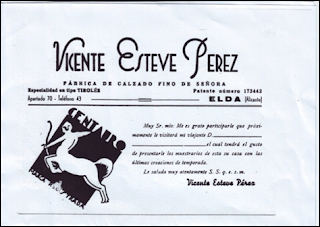 VICENTE ESTEVE PEREZ
FÁBRICA DE CALZADO FINO DE SEÑORA
Especialidad en tipo TIROLÉS
Patente número 173443
Apartado 70 - Teléfono 43
ELDA (Alicante)
CENTAURO
MARCA REGISTRADA
Muy Sr. mío: Me es grato participarle que próxi-
mamente le visitará mi viajante D.
el cual tendrá el gusto
de presentarle los muestrarios de esta su casa con las
últimas creaciones de temporada.
Le saluda muy atentamente S. S. q. e. s. m.
Vicente Esteve Pérez